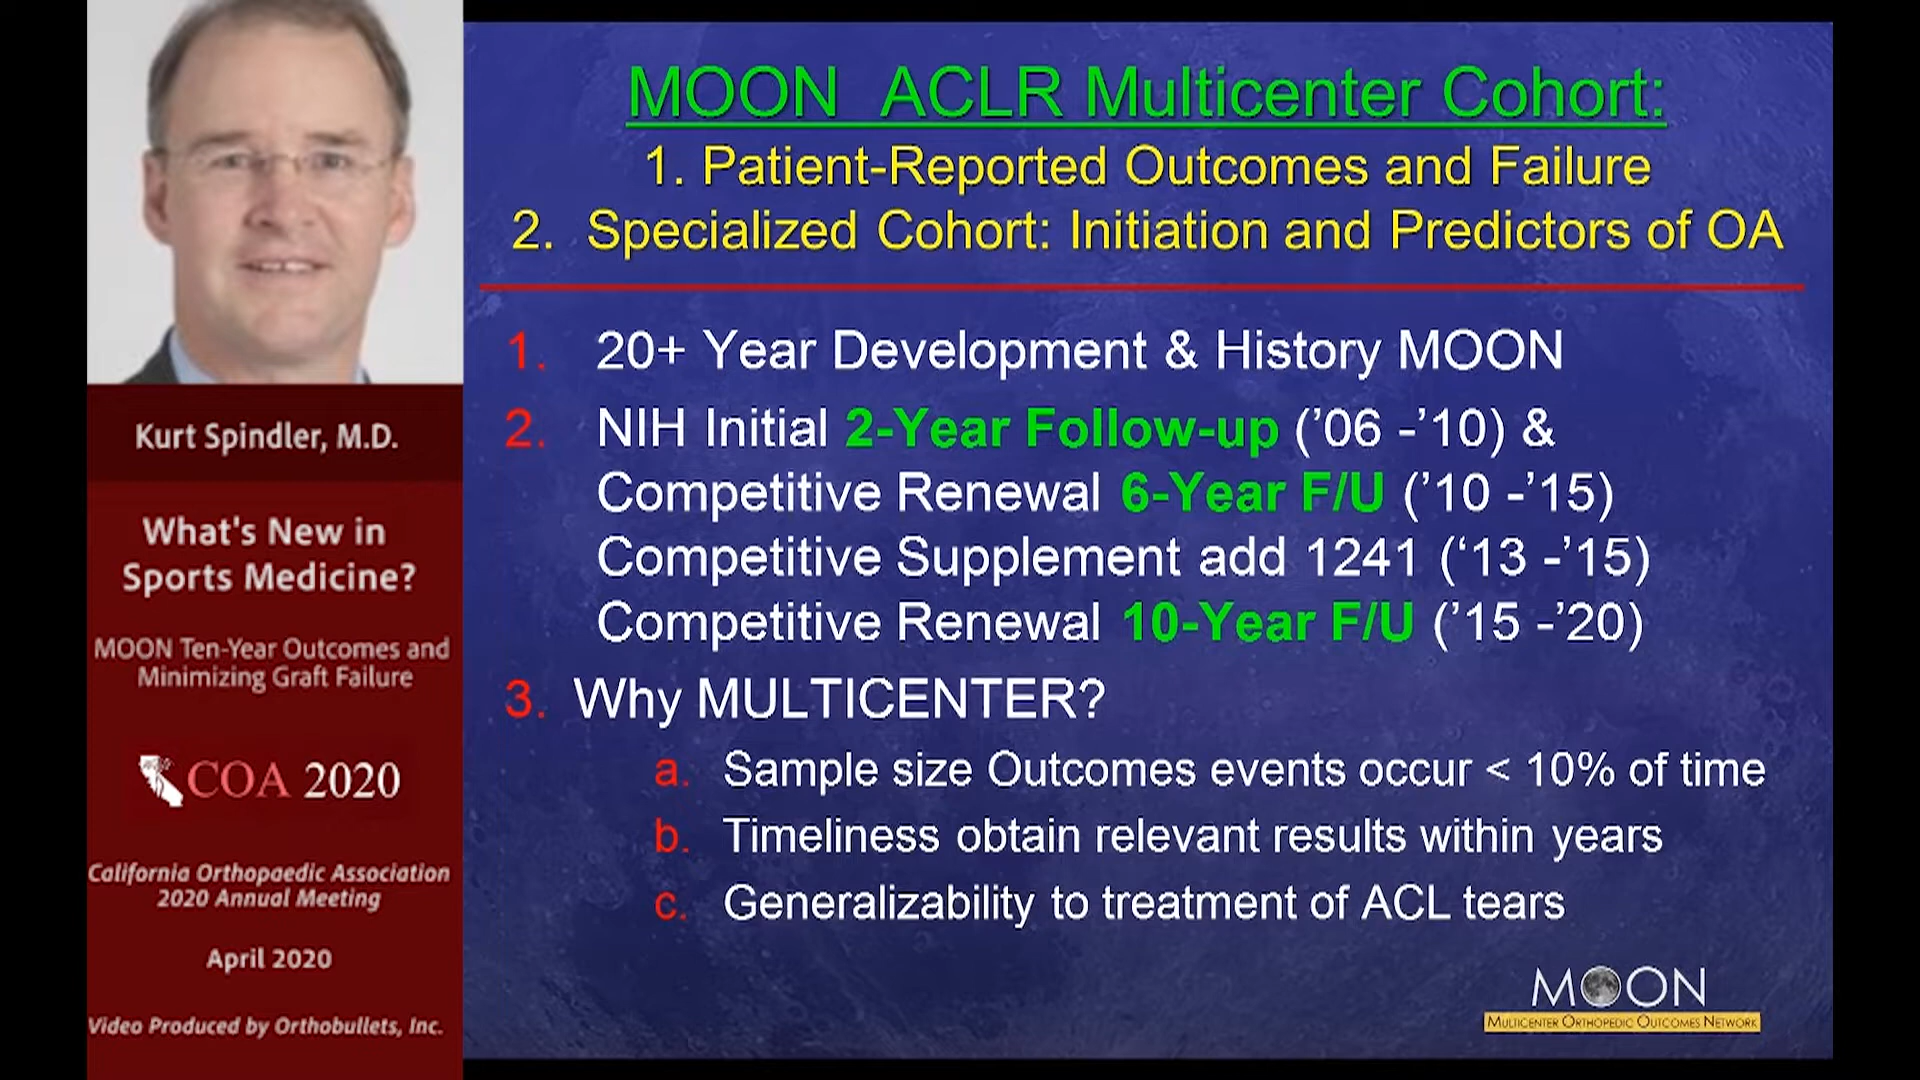 Kurt Spindler, M.D.
What's New in
Sports Medicine?
MOON Ten-Year Outcomes and
Minimizing Graft Failure
COA 2020
California Orthopaedic Association
2020 Annual Meeting
April 2020
Video Produced by Orthobullets, Inc.
MOON ACLR Multicenter Cohort:
1. Patient-Reported Outcomes and Failure
2. Specialized Cohort: Initiation and Predictors of OA
1. 20+ Year Development & History MOON
2. NIH Initial 2-Year Follow-up (’06 -’10) &
Competitive Renewal 6-Year F/U (’10 -’15)
Competitive Supplement add 1241 (‘13 -’15)
Competitive Renewal 10-Year F/U (’15 -’20)
3. Why MULTICENTER?
a. Sample size Outcomes events occur < 10% of time
b. Timeliness obtain relevant results within years
c. Generalizability to treatment of ACL tears
MOON
MULTICENTER ORTHOPEDIC OUTCOMES NETWORK